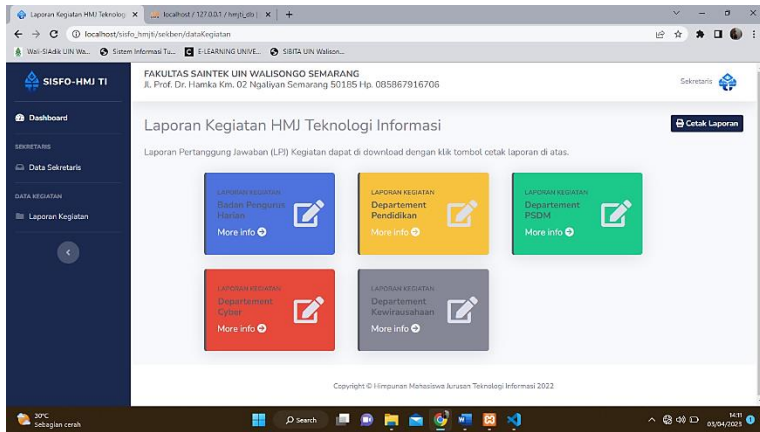 Laporan Kegiatan HMJ Teknolog
localhost / 127.0.0.1 / hmjti_db |
localhost/sisfo_hmjti/sekben/dataKegiatan
Wali-SIAdik UIN Wa...
Sistem Informasi Tu...
E-LEARNING UNIVE...
SIBITA UIN Walison...
SISFO-HMJ TI
FAKULTAS SAINTEK UIN WALISONGO SEMARANG
JL. Prof. Dr. Hamka Km. 02 Ngaliyan Semarang 50185 Hp. 085867916706
Sekretaris
Dashboard
SEKRETARIS
Data Sekretaris
DATA KEGIATAN
Laporan Kegiatan
Laporan Kegiatan HMJ Teknologi Informasi
Cetak Laporan
Laporan Pertanggung Jawaban (LPJ) Kegiatan dapat di download dengan klik tombol cetak laporan di atas.
LAPORAN KEGIATAN
Badan Pengurus
Harian
More info
LAPORAN KEGIATAN
Departement
Pendidikan
More info
LAPORAN KEGIATAN
Departement
PSDM
More info
LAPORAN KEGIATAN
Departement
Cyber
More info
LAPORAN KEGIATAN
Departement
Kewirausahaan
More info
Copyright © Himpunan Mahasiswa Jurusan Teknologi Informasi 2022
30°C
Sebagian cerah
Search
14:11
03/04/2023